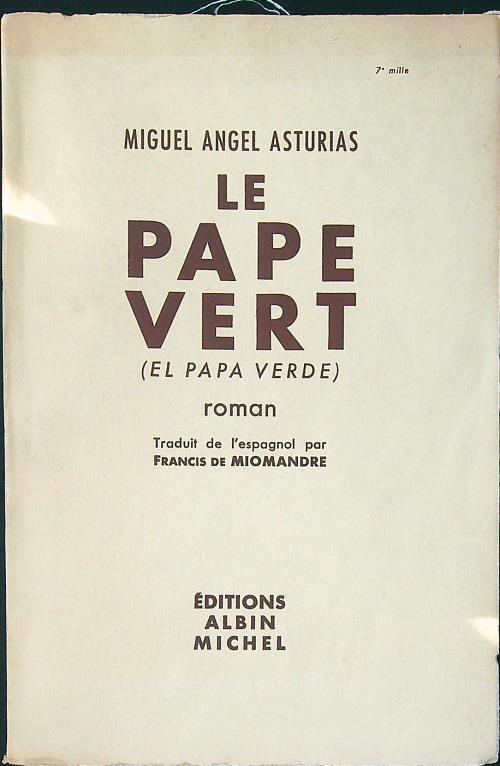 7e mille
MIGUEL ANGEL ASTURIAS
LE
PAPE
VERT
(EL PAPA VERDE)
roman
Traduit de l'espagnol par
FRANCIS DE MIOMANDRE
ÉDITIONS
ALBIN
MICHEL